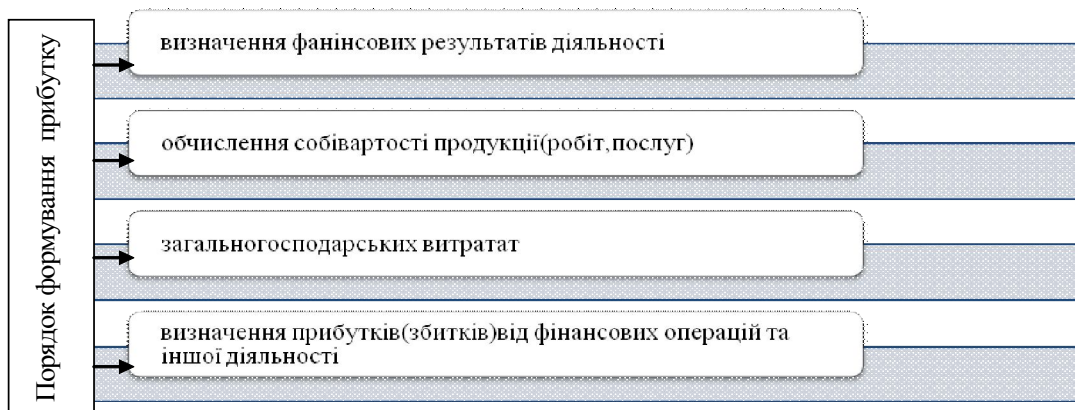 Порядок формування прибутку
визначення фанінсових результатів діяльності
обчислення собівартості продукції(робіт,послуг)
загальногосподарських витратат
визначення прибутків(збитків)від фінансових операцій та
іншої діяльності